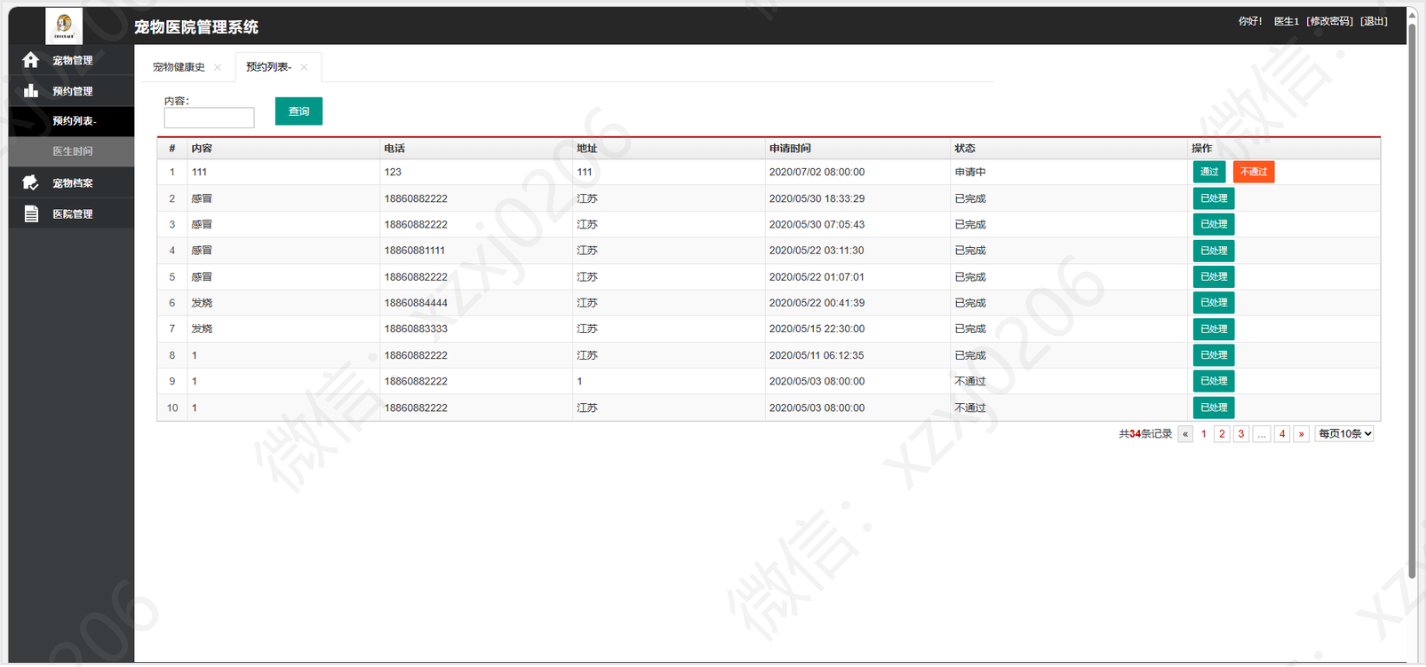 宠物医院管理系统
你好! 医生1 [修改密码] [退出]
宠物管理
预约管理
预约列表-
医生时间
宠物档案
医院管理
宠物健康史 × 预约列表- ×
内容:
查询
# 内容 电话 地址 申请时间 状态 操作
1 111 123 111 2020/07/02 08:00:00 申请中 通过 不通过
2 感冒 18860882222 江苏 2020/05/30 18:33:29 已完成 已处理
3 感冒 18860882222 江苏 2020/05/30 07:05:43 已完成 已处理
4 感冒 18860881111 江苏 2020/05/22 03:11:30 已完成 已处理
5 感冒 18860882222 江苏 2020/05/22 01:07:01 已完成 已处理
6 发烧 18860884444 江苏 2020/05/22 00:41:39 已完成 已处理
7 发烧 18860883333 江苏 2020/05/15 22:30:00 已完成 已处理
8 1 18860882222 江苏 2020/05/11 06:12:35 已完成 已处理
9 1 18860882222 1 2020/05/03 08:00:00 不通过 已处理
10 1 18860882222 江苏 2020/05/03 08:00:00 不通过 已处理
共34条记录 « 1 2 3 ... 4 » 每页10条
微信: xzxj0206
微信: xzxj0206
微信:
微信: